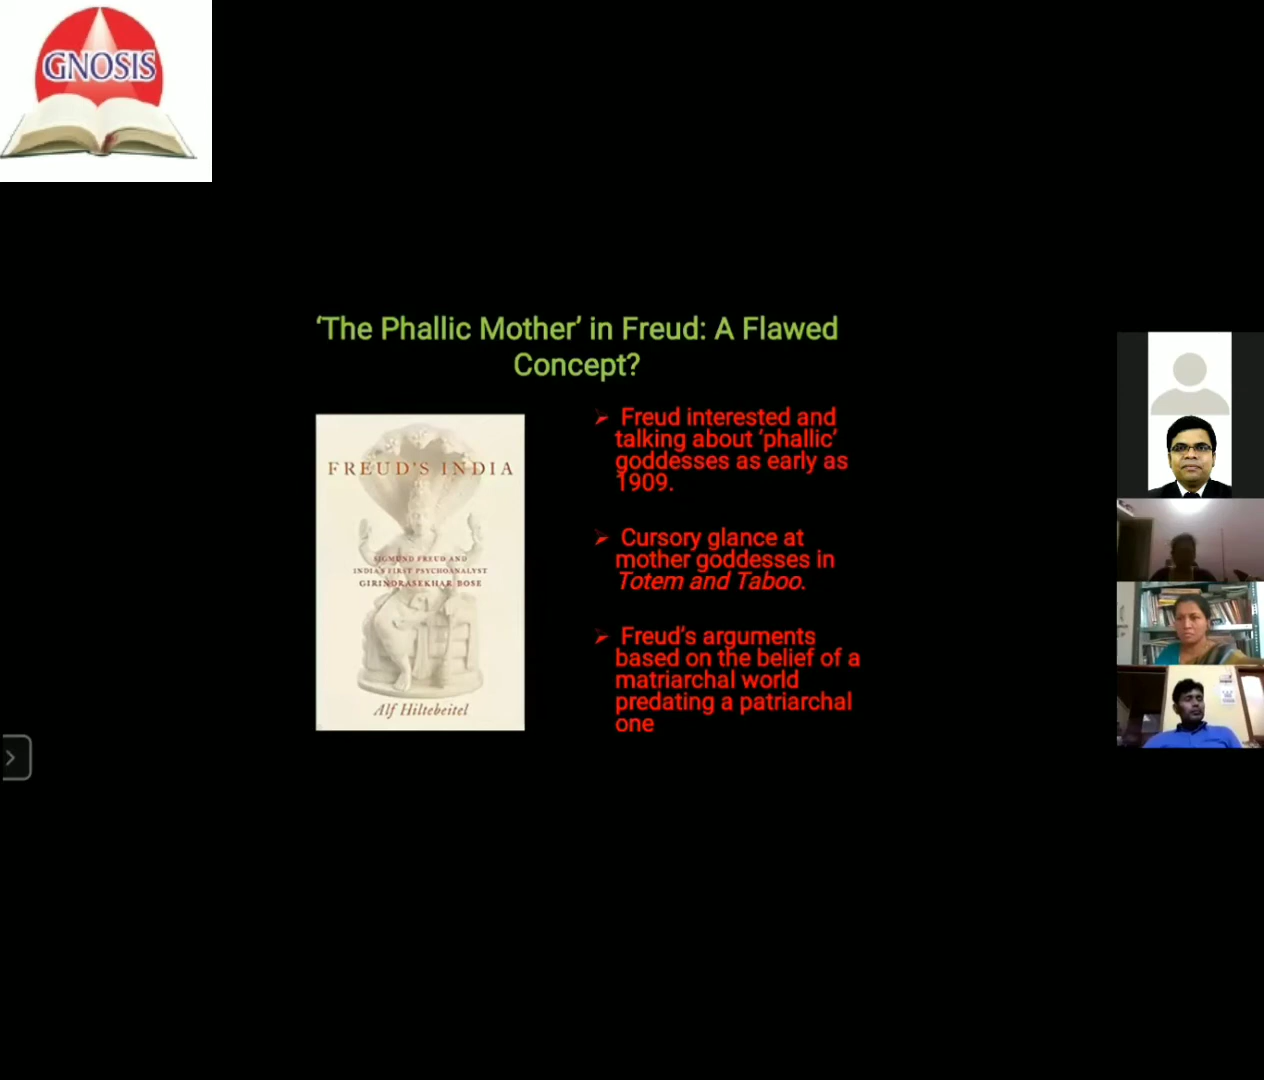 GNOSIS
‘The Phallic Mother’ in Freud: A Flawed
Concept?
FREUD'S INDIA
SIGMUND FREUD AND
INDIA'S FIRST PSYCHOANALYST
GIRINDRASEKHAR BOSE
Alf Hiltebeitel
➢ Freud interested and
talking about ‘phallic’
goddesses as early as
1909.
➢ Cursory glance at
mother goddesses in
Totem and Taboo.
➢ Freud’s arguments
based on the belief of a
matriarchal world
predating a patriarchal
one